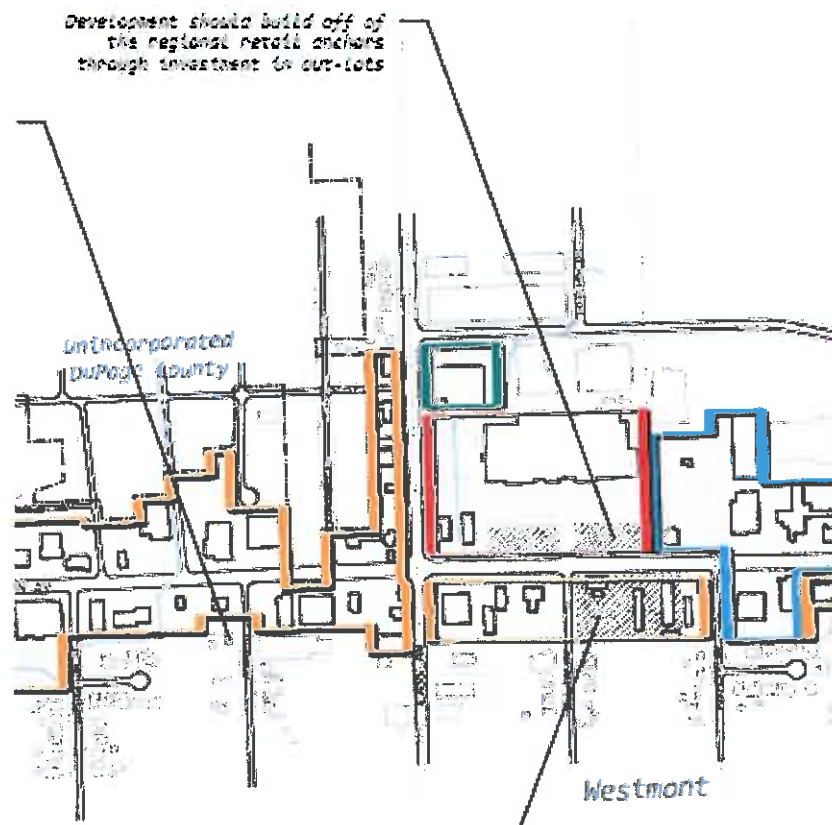 Development should build off of
the regional retail anchors
through investment in out-lots
Unincorporated
DuPage County
Westmont